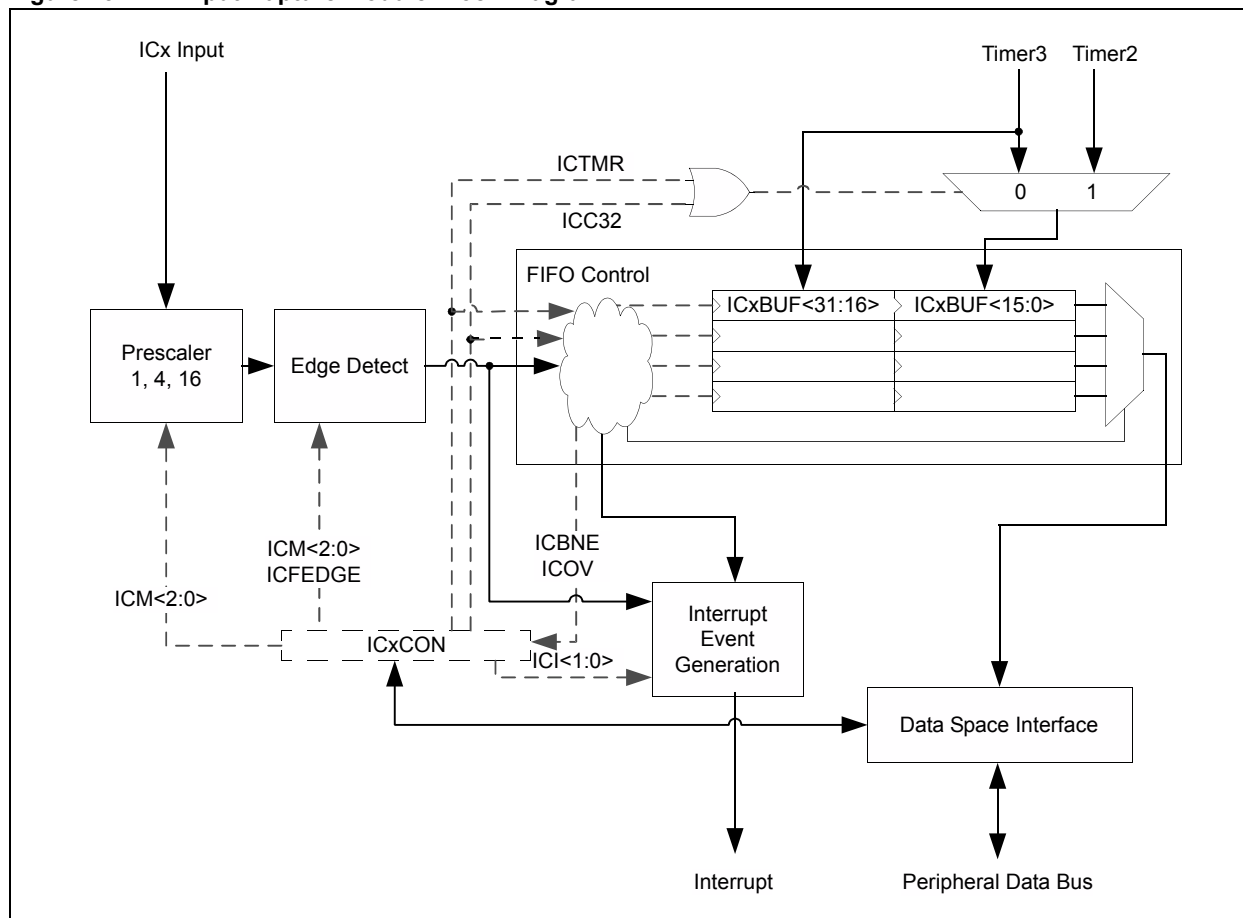 ICx Input
Timer3
Timer2
ICTMR
0
1
ICC32
FIFO Control
ICxBUF<31:16>
ICxBUF<15:0>
Prescaler
1, 4, 16
Edge Detect
ICM<2:0>
ICFEDGE
ICBNE
ICOV
ICM<2:0>
Interrupt
Event
Generation
ICxCON
ICI<1:0>
Data Space Interface
Interrupt
Peripheral Data Bus